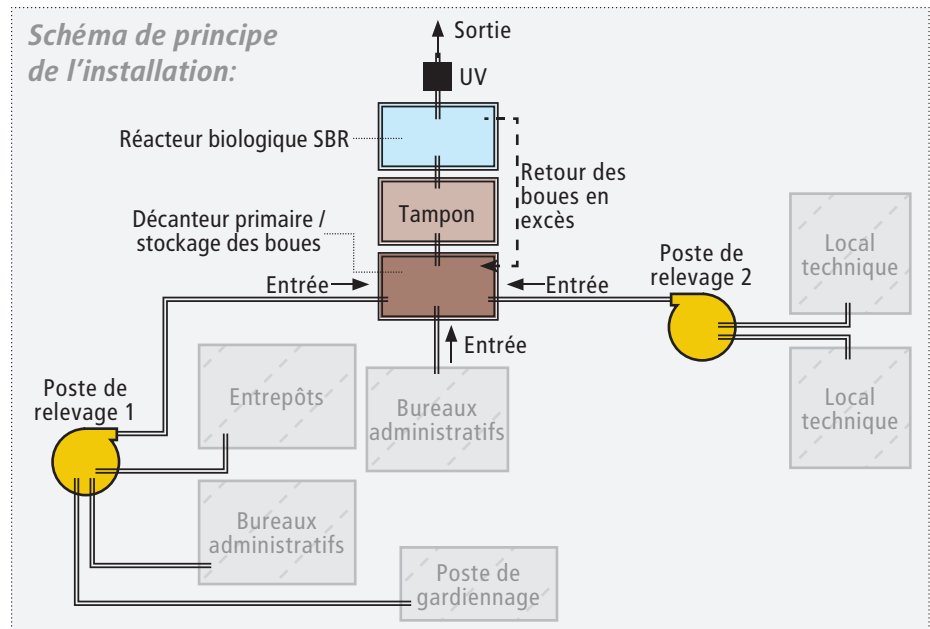 Schéma de principe
de l'installation:
Sortie
UV
Réacteur biologique SBR
Retour des
boues en
excès
Tampon
Décanteur primaire /
stockage des boues
Entrée
Entrée
Entrée
Poste de
relevage 2
Local
technique
Local
technique
Poste de
relevage 1
Entrepôts
Bureaux
administratifs
Bureaux
administratifs
Poste de
gardiennage